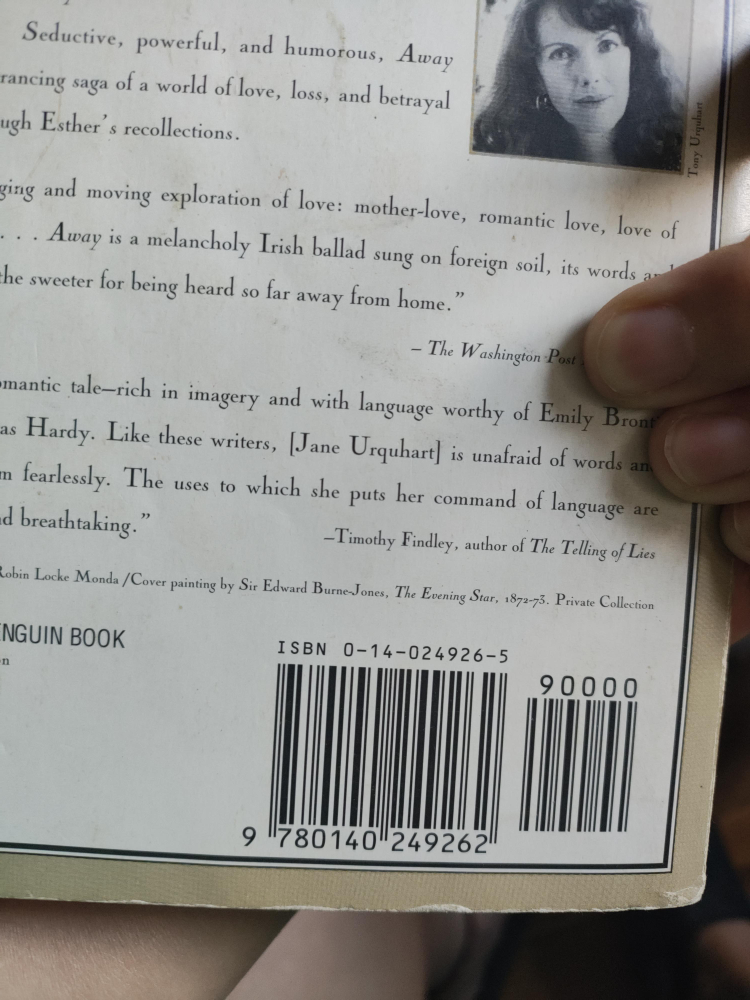 Seductive, powerful, and humorous, Away
rancing saga of a world of love, loss, and betrayal
ugh Esther's recollections.
Tony Urquhart
ging and moving exploration of love: mother-love, romantic love, love of
. . . Away is a melancholy Irish ballad sung on foreign soil, its words and
the sweeter for being heard so far away from home.”
– The Washington Post
omantic tale—rich in imagery and with language worthy of Emily Bront
as Hardy. Like these writers, [Jane Urquhart] is unafraid of words an
m fearlessly. The uses to which she puts her command of language are
d breathtaking.”
–Timothy Findley, author of The Telling of Lies
Robin Locke Monda /Cover painting by Sir Edward Burne-Jones, The Evening Star, 1872-73. Private Collection
NGUIN BOOK
n
ISBN 0-14-024926-5
90000
9 780140 249262